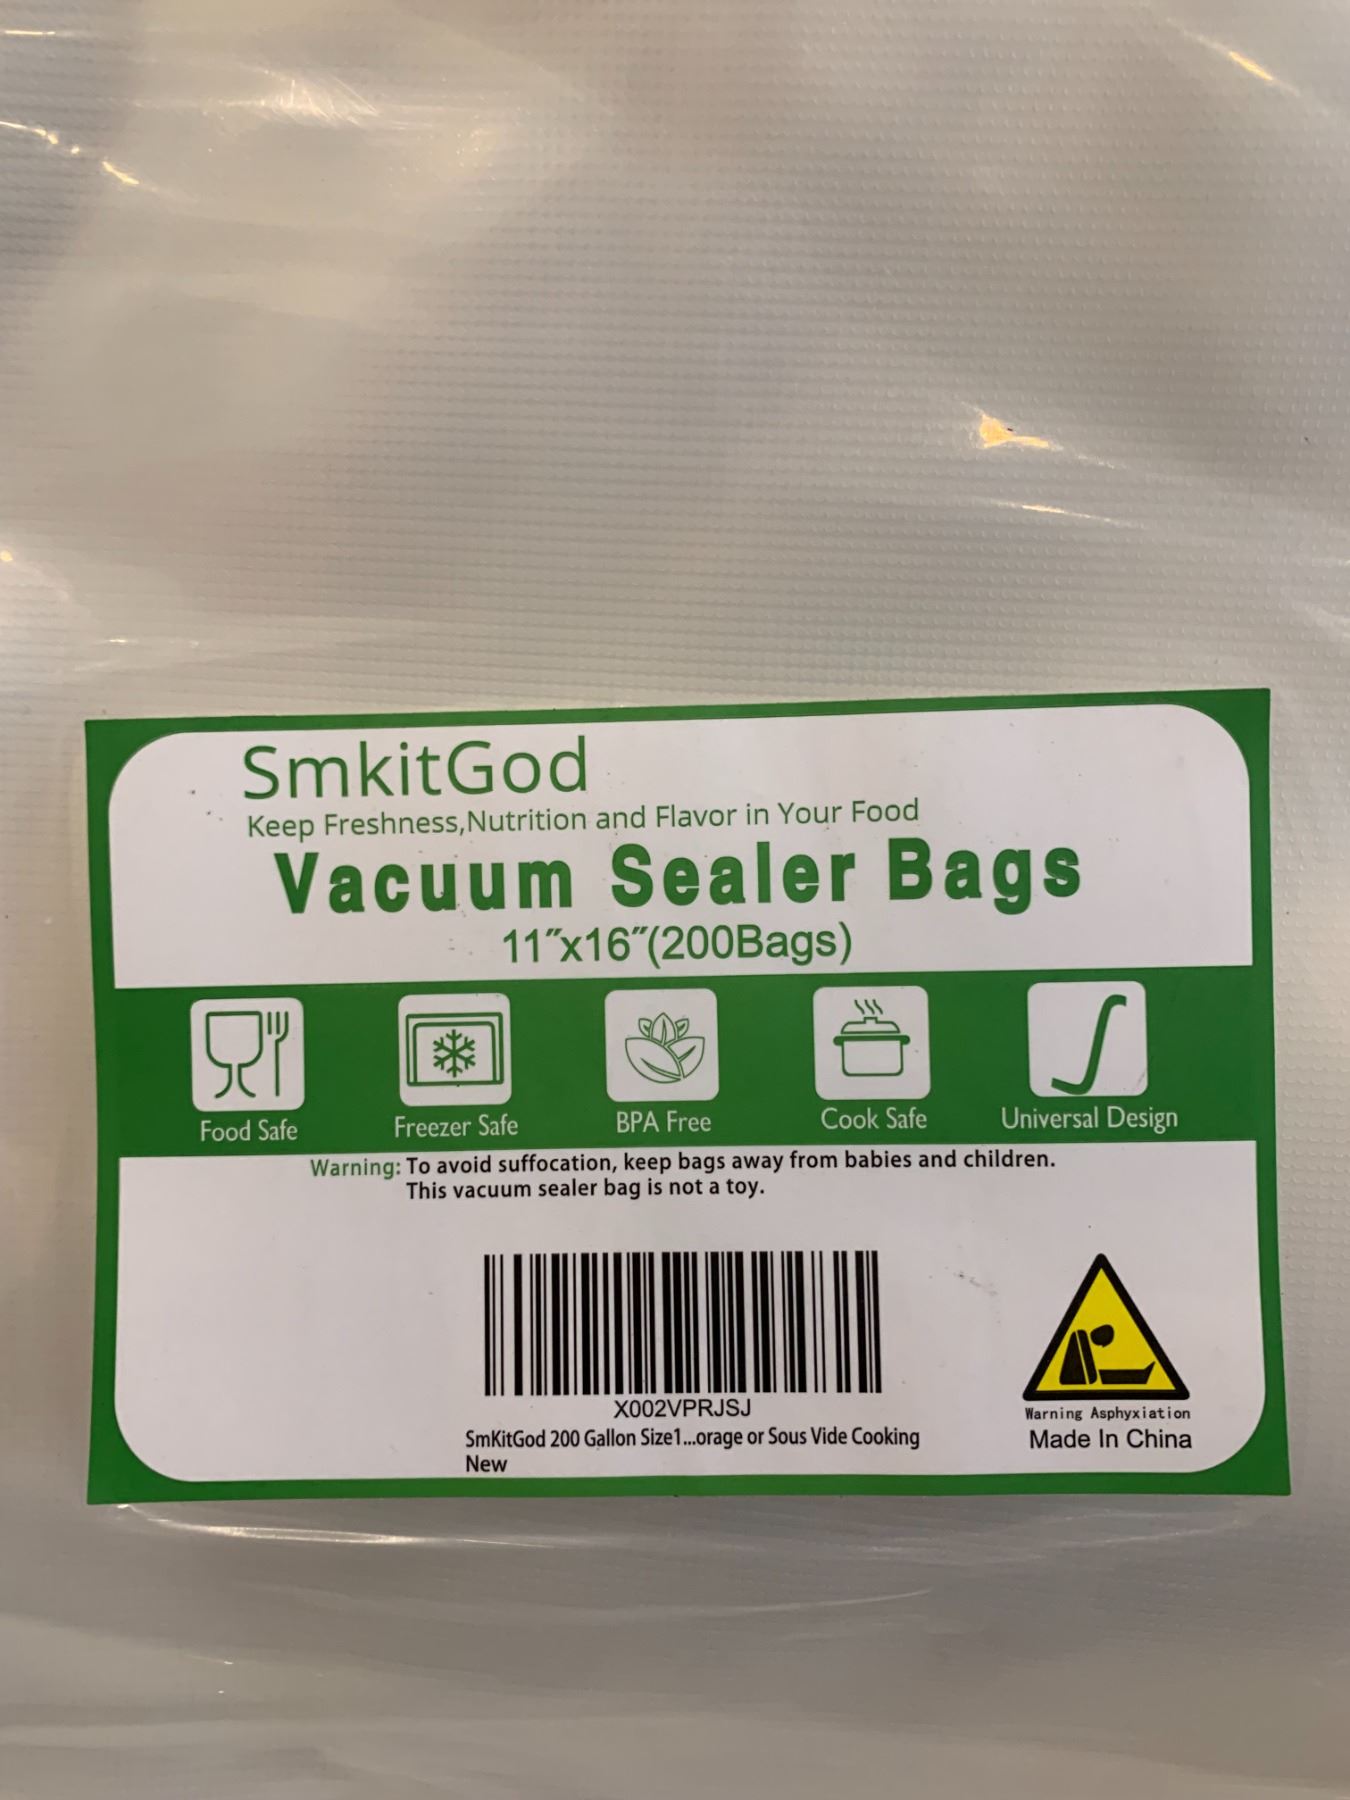 SmkitGod
Keep Freshness,Nutrition and Flavor in Your Food
Vacuum Sealer Bags
11"x16"(200Bags)
Food Safe
Freezer Safe
BPA Free
Cook Safe
Universal Design
Warning: To avoid suffocation, keep bags away from babies and children.
This vacuum sealer bag is not a toy.
X002VPRJSJ
SmKitGod 200 Gallon Size1...orage or Sous Vide Cooking
New
Warning Asphyxiation
Made In China